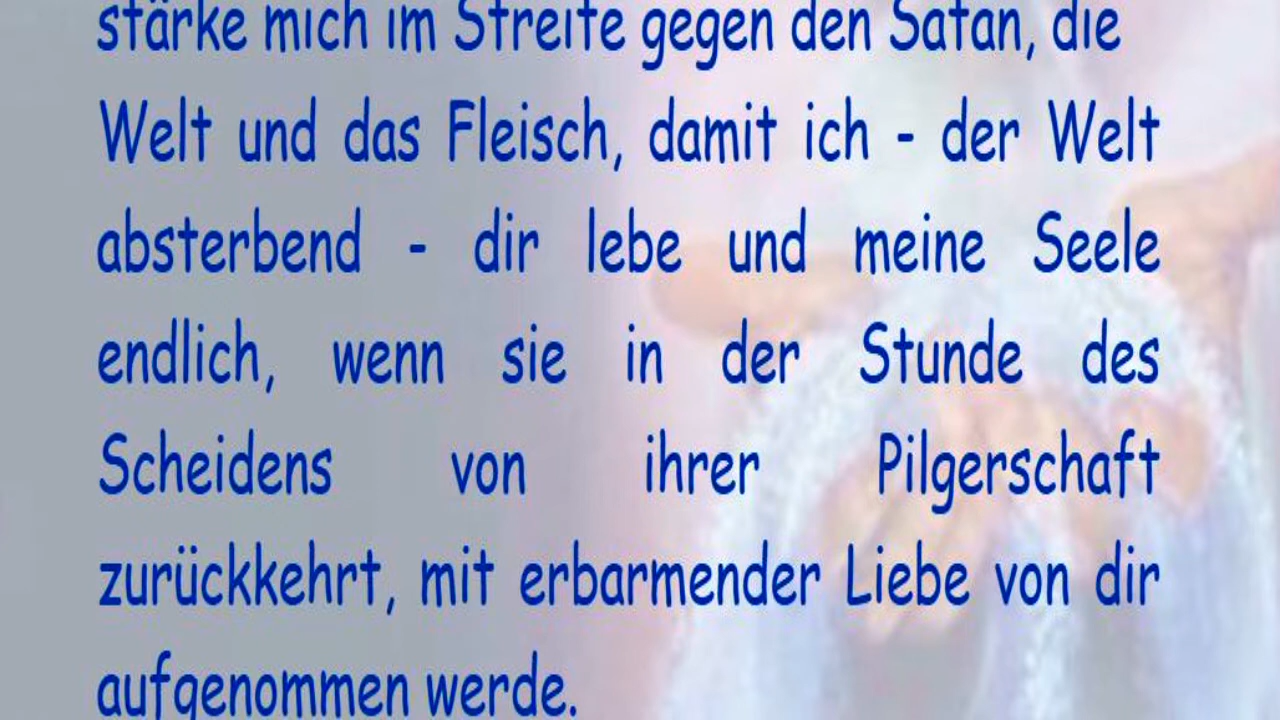 stärke mich im Streite gegen den Satan, die
Welt und das Fleisch, damit ich - der Welt
absterbend - dir lebe und meine Seele
endlich, wenn sie in der Stunde des
Scheidens von ihrer Pilgerschaft
zurückkehrt, mit erbarmender Liebe von dir
aufgenommen werde.